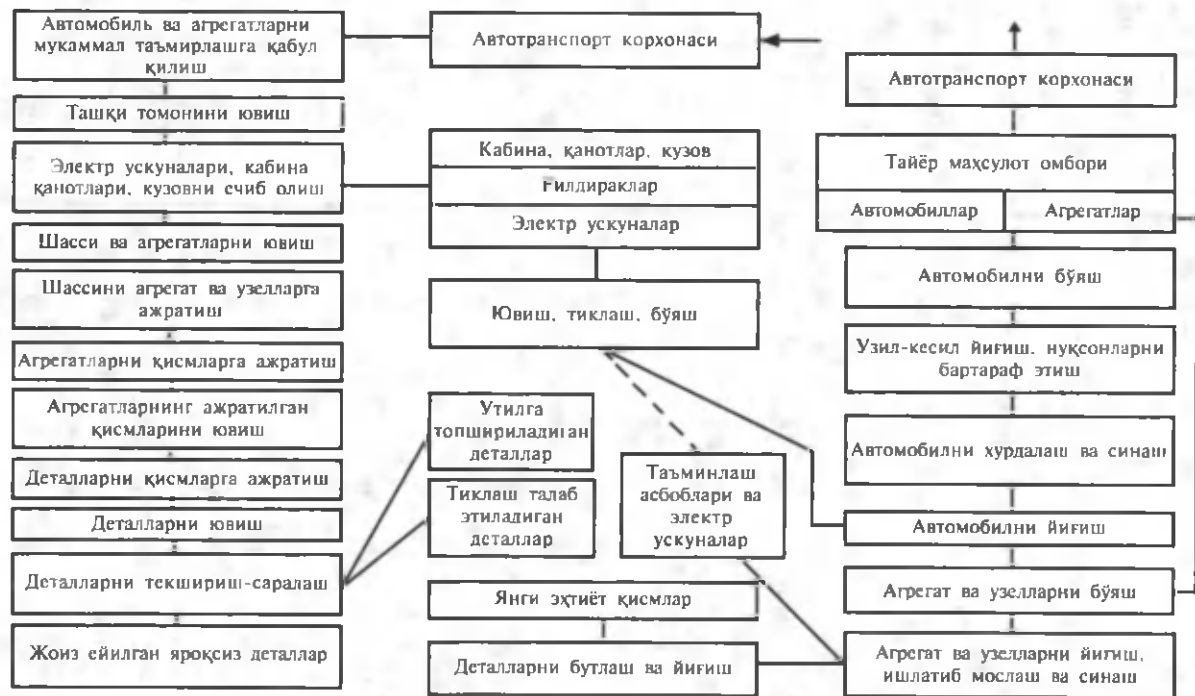 Автомобиль ва агрегатларни
мукаммал таъмирлашга қабул
қилиш
Ташқи томонини ювиш
Электр ускуналари, кабина
қанотлари, кузовни ечиб олиш
Шасси ва агрегатларни ювиш
Шассини агрегат ва узелларга
ажратиш
Агрегатларни қисмларга ажратиш
Агрегатларнинг ажратилган
қисмларини ювиш
Деталларни қисмларга ажратиш
Деталларни ювиш
Деталларни текшириш-саралаш
Жоиз ейилган яроқсиз деталлар
Автотранспорт корхонаси
Кабина, қанотлар, кузов
Ғилдираклар
Электр ускуналар
Ювиш, тиклаш, бўяш
Утилга
топшириладиган
деталлар
Тиклаш талаб
этиладиган
деталлар
Таъминлаш
асбоблари ва
электр
ускуналар
Янги эҳтиёт қисмлар
Деталларни бутлаш ва йиғиш
Автотранспорт корхонаси
Тайёр маҳсулот омбори
Автомобиллар
Агрегатлар
Автомобилни бўяш
Узил-кесил йиғиш, нуқсонларни
бартараф этиш
Автомобилни хурдалаш ва синаш
Автомобилни йиғиш
Агрегат ва узелларни бўяш
Агрегат ва узелларни йиғиш,
ишлатиб мослаш ва синаш